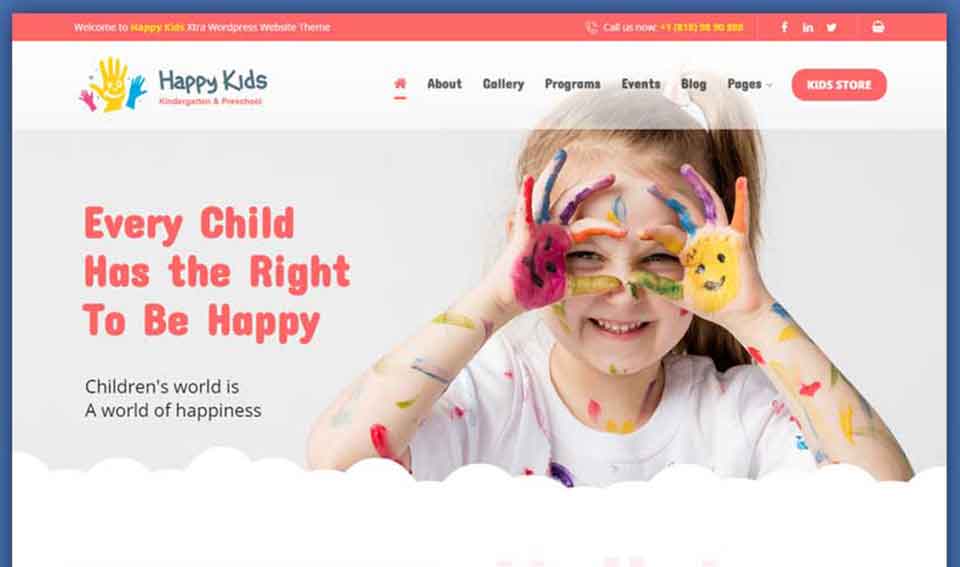 Welcome to Happy Kids Xtra Wordpress Website Theme
Call us now: +1 (818) 98 90 888
Happy Kids
Kindergarten & Preschool
About Gallery Programs Events Blog Pages
KIDS STORE
Every Child
Has the Right
To Be Happy
Children's world is
A world of happiness